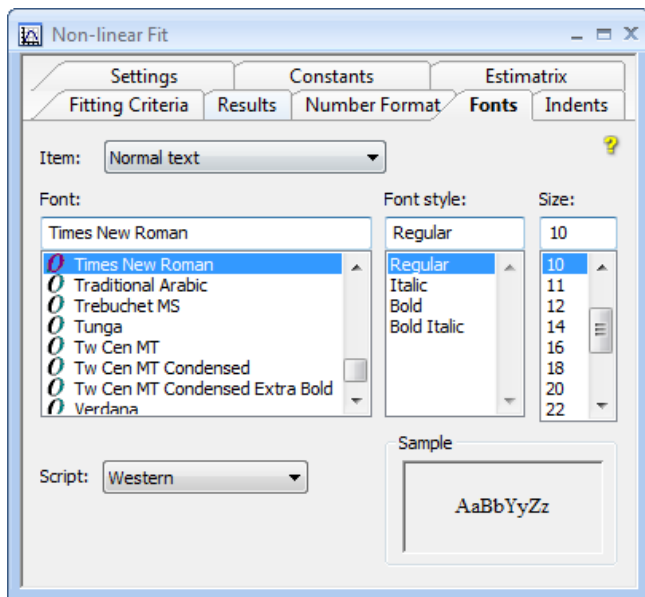 Non-linear Fit
Settings Constants Estimatrix
Fitting Criteria Results Number Format Fonts Indents
Item: Normal text
Font: Font style: Size:
Times New Roman Regular 10
Times New Roman Regular 10
Traditional Arabic Italic 11
Trebuchet MS Bold 12
Tunga Bold Italic 14
Tw Cen MT 16
Tw Cen MT Condensed 18
Tw Cen MT Condensed Extra Bold 20
Verdana 22
Sample
Script: Western
AaBbYyZz